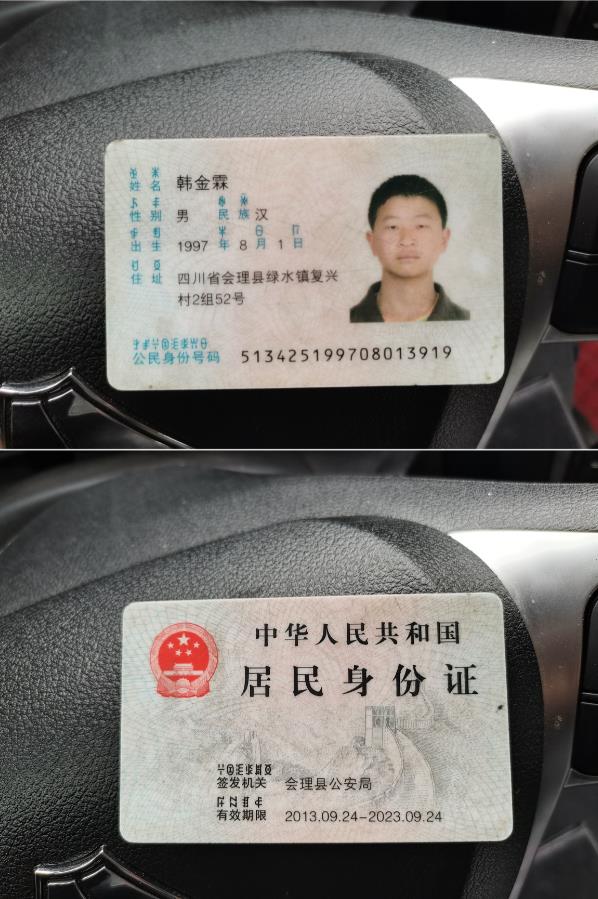 姓名 韩金霖
性别 男 民族 汉
出生 1997 年 8 月 1 日
住址 四川省会理县绿水镇复兴
村2组52号
公民身份号码 513425199708013919
中华人民共和国
居民身份证
签发机关 会理县公安局
有效期限 2013.09.24-2023.09.24